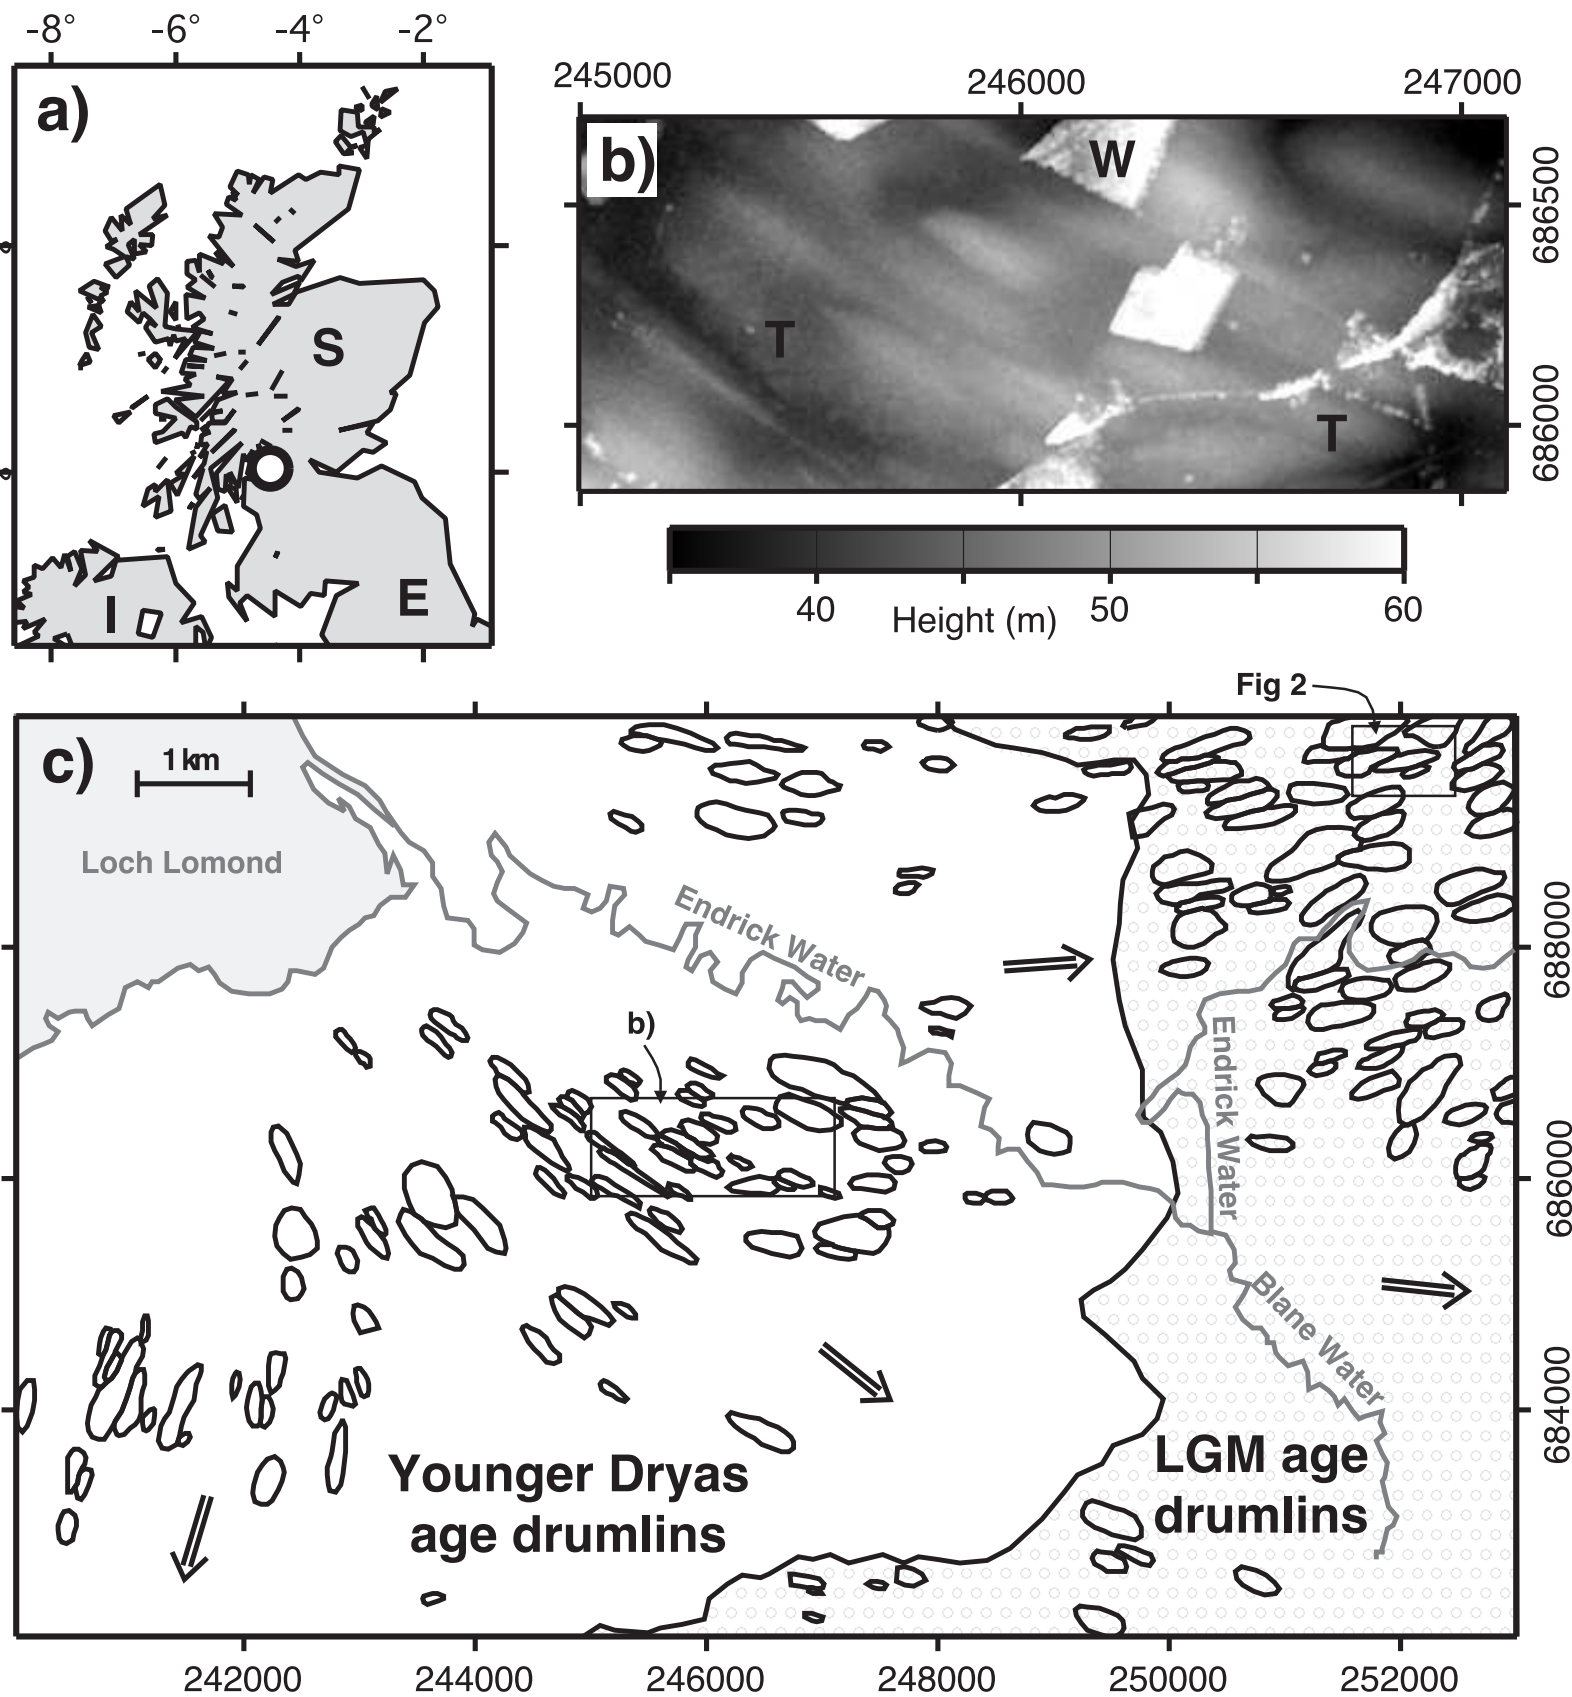 -8° -6° -4° -2°
a)
S
I
E
245000 246000 247000
b)
W
T
T
686500
686000
40 50 60
Height (m)
Fig 2
c)
1 km
Loch Lomond
Endrick Water
b)
Endrick Water
Blane Water
Younger Dryas
age drumlins
LGM age
drumlins
688000
686000
684000
242000 244000 246000 248000 250000 252000